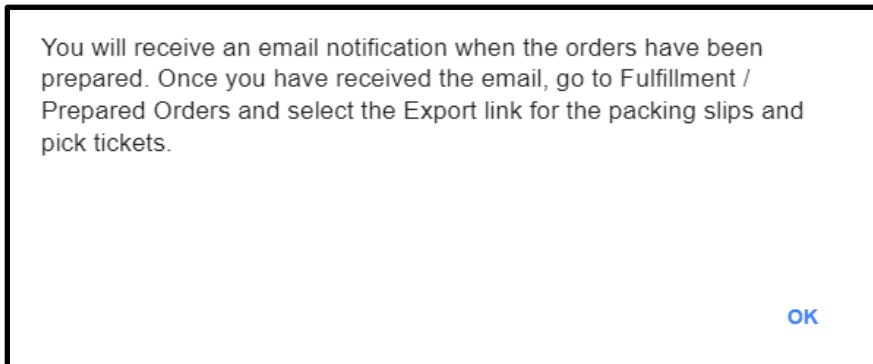 You will receive an email notification when the orders have been
prepared. Once you have received the email, go to Fulfillment /
Prepared Orders and select the Export link for the packing slips and
pick tickets.
OK